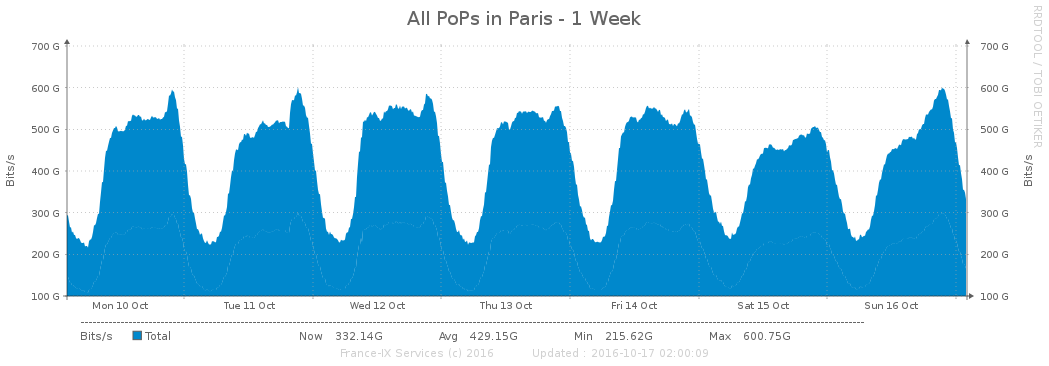 All PoPs in Paris - 1 Week
RRDTOOL / TOBI OETIKER
Bits/s
700 G 700 G
600 G 600 G
500 G 500 G
400 G 400 G
300 G 300 G
200 G 200 G
100 G 100 G
Bits/s
Mon 10 Oct Tue 11 Oct Wed 12 Oct Thu 13 Oct Fri 14 Oct Sat 15 Oct Sun 16 Oct
Bits/s Total Now 332.14G Avg 429.15G Min 215.62G Max 600.75G
France-IX Services (c) 2016 Updated : 2016-10-17 02:00:09